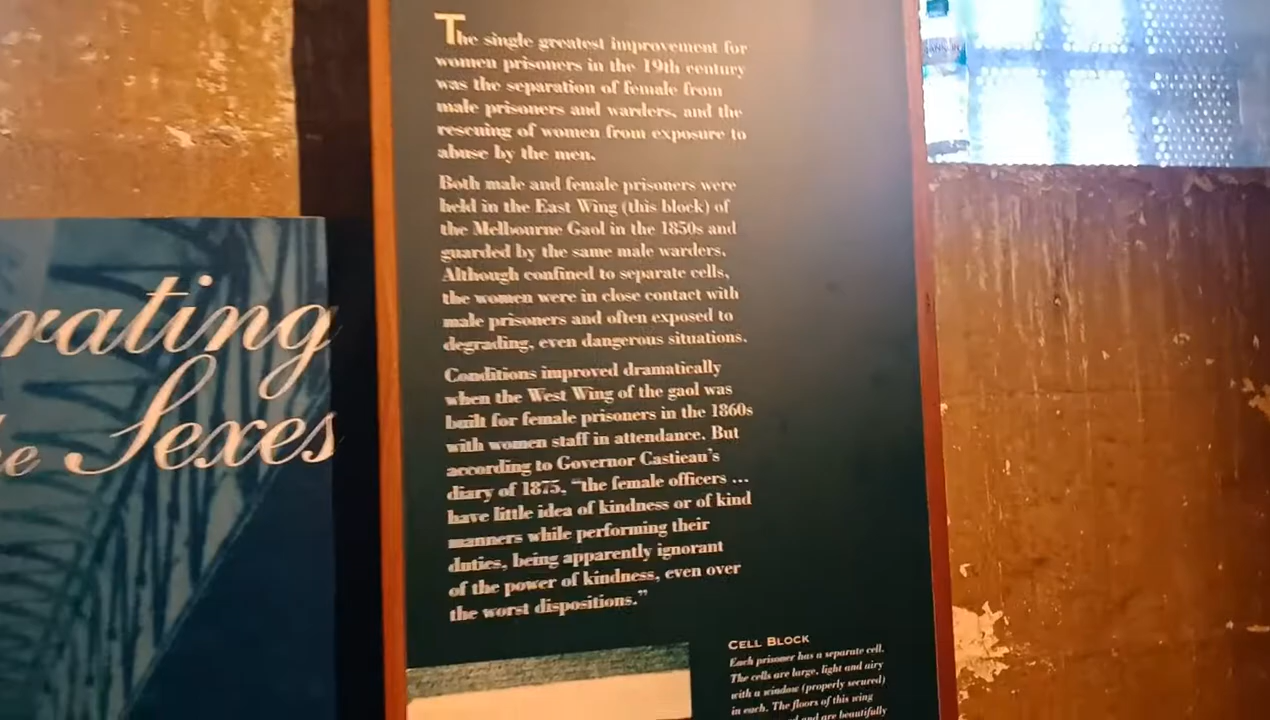 The single greatest improvement for
women prisoners in the 19th century
was the separation of female from
male prisoners and warders, and the
rescuing of women from exposure to
abuse by the men.
Both male and female prisoners were
held in the East Wing (this block) of
the Melbourne Gaol in the 1850s and
guarded by the same male warders.
Although confined to separate cells,
the women were in close contact with
male prisoners and often exposed to
degrading, even dangerous situations.
Conditions improved dramatically
when the West Wing of the gaol was
built for female prisoners in the 1860s
with women staff in attendance. But
according to Governor Castieau's
diary of 1875, "the female officers ...
have little idea of kindness or of kind
manners while performing their
duties, being apparently ignorant
of the power of kindness, even over
the worst dispositions."
rating
e Sexes
CELL BLOCK
Each prisoner has a separate cell.
The cells are large, light and airy
with a window (properly secured)
in each. The floors of this wing
and are beautifully